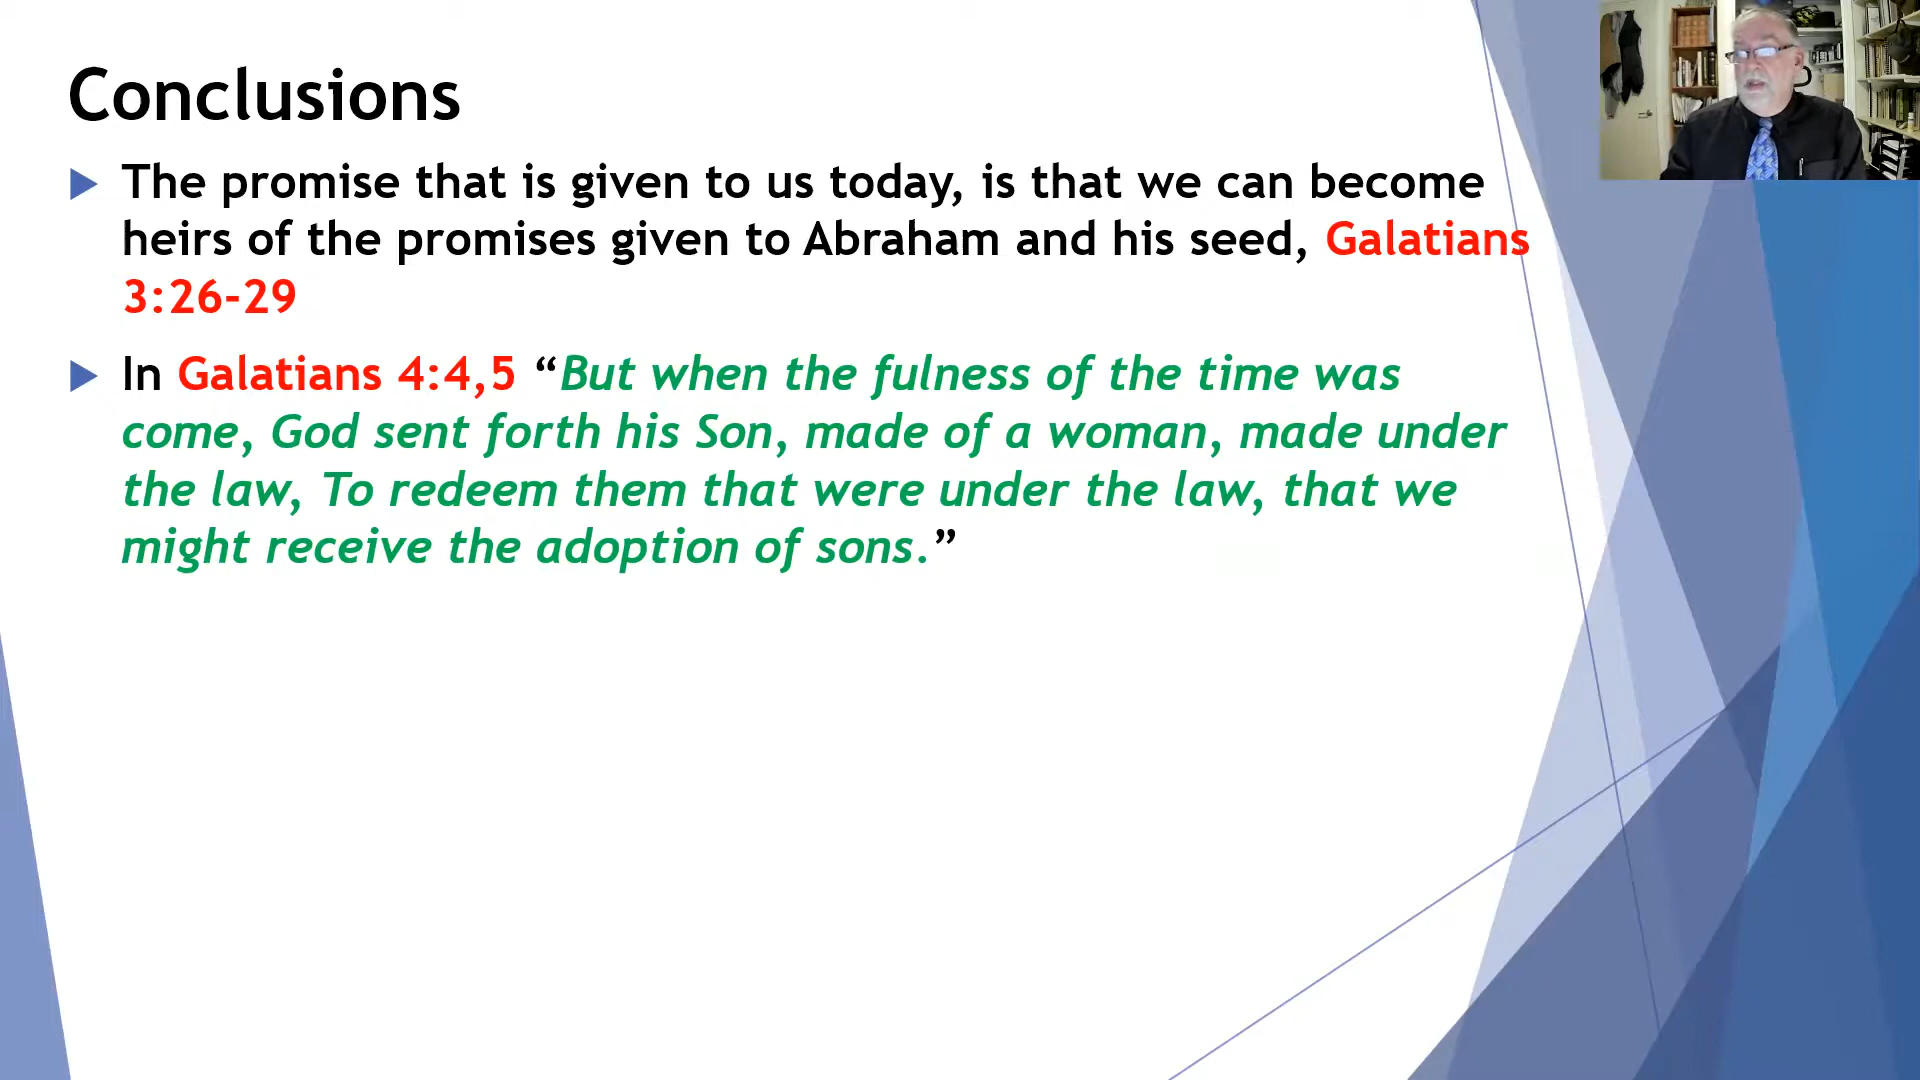 Conclusions
The promise that is given to us today, is that we can become
heirs of the promises given to Abraham and his seed, Galatians
3:26-29
In Galatians 4:4,5 “But when the fulness of the time was
come, God sent forth his Son, made of a woman, made under
the law, To redeem them that were under the law, that we
might receive the adoption of sons.”